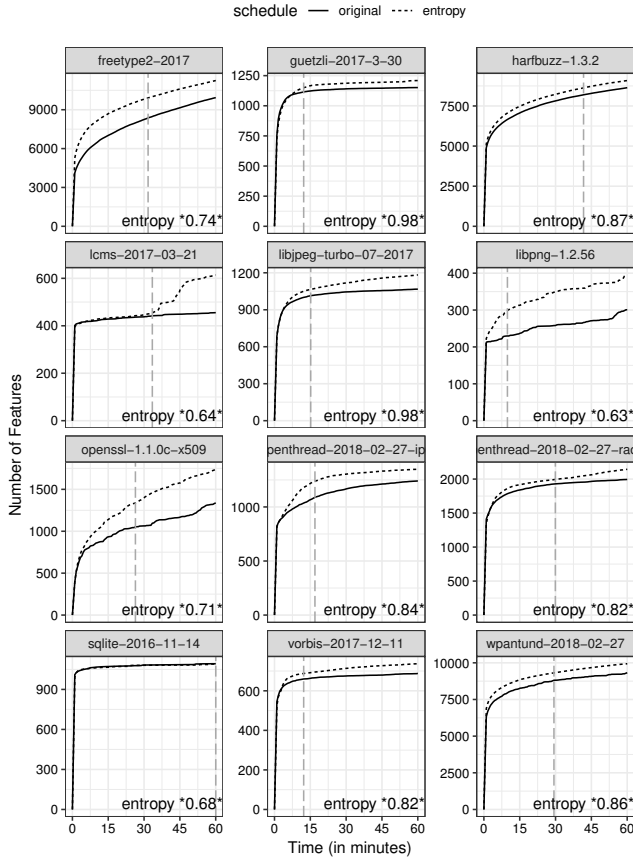 schedule original entropy
Number of Features
freetype2-2017 guetzli-2017-3-30 harfbuzz-1.3.2
9000 6000 3000 0
entropy *0.74*
1250 1000 750 500 250 0
entropy *0.98*
7500 5000 2500 0
entropy *0.87*
lcms-2017-03-21 libjpeg-turbo-07-2017 libpng-1.2.56
600 400 200 0
entropy *0.64*
1200 900 600 300 0
entropy *0.98*
400 300 200 100 0
entropy *0.63*
openssl-1.1.0c-x509 penthread-2018-02-27-ip enthread-2018-02-27-rad
1500 1000 500 0
entropy *0.71*
1000 500 0
entropy *0.84*
2000 1500 1000 500 0
entropy *0.82*
sqlite-2016-11-14 vorbis-2017-12-11 wpantund-2018-02-27
900 600 300 0
entropy *0.68*
600 400 200 0
entropy *0.82*
10000 7500 5000 2500 0
entropy *0.86*
0 15 30 45 60 0 15 30 45 60 0 15 30 45 60
Time (in minutes)